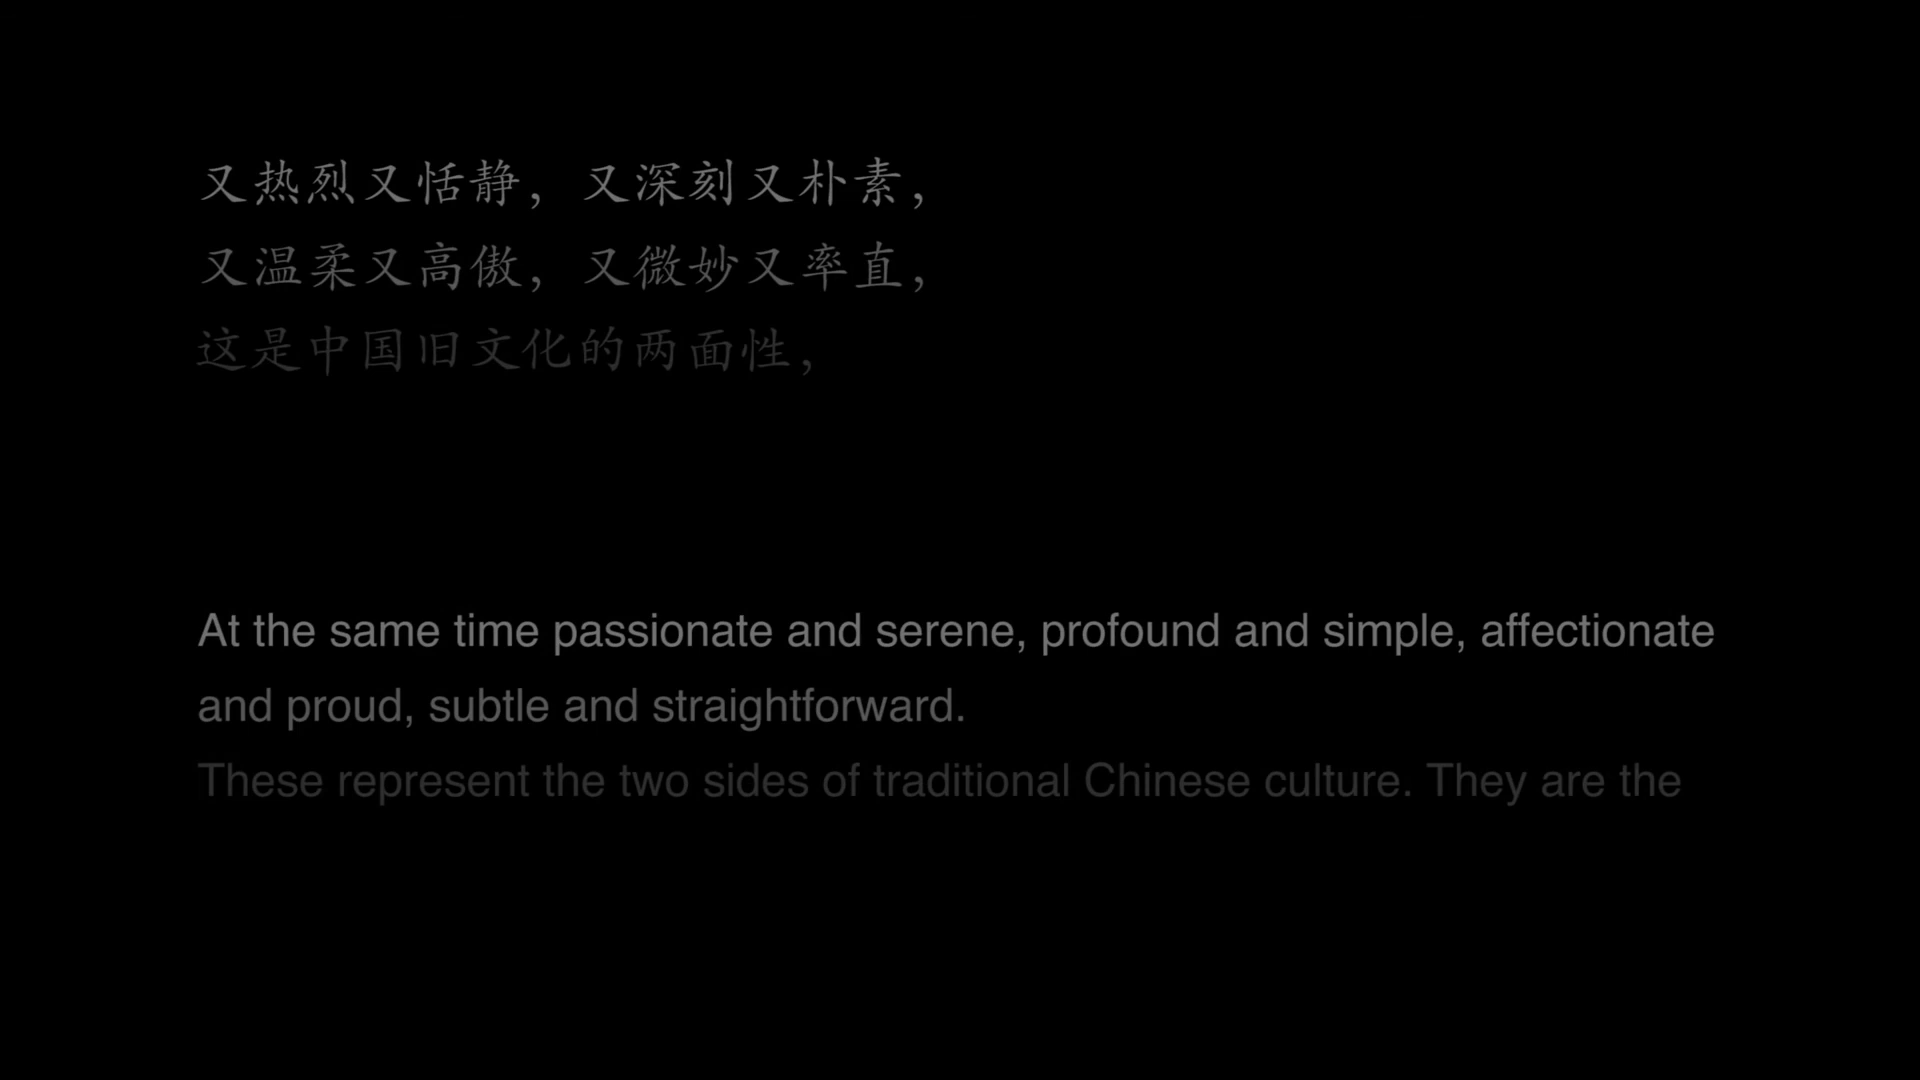 又热烈又恬静，又深刻又朴素，
又温柔又高傲，又微妙又率直，
这是中国旧文化的两面性，
At the same time passionate and serene, profound and simple, affectionate
and proud, subtle and straightforward.
These represent the two sides of traditional Chinese culture. They are the